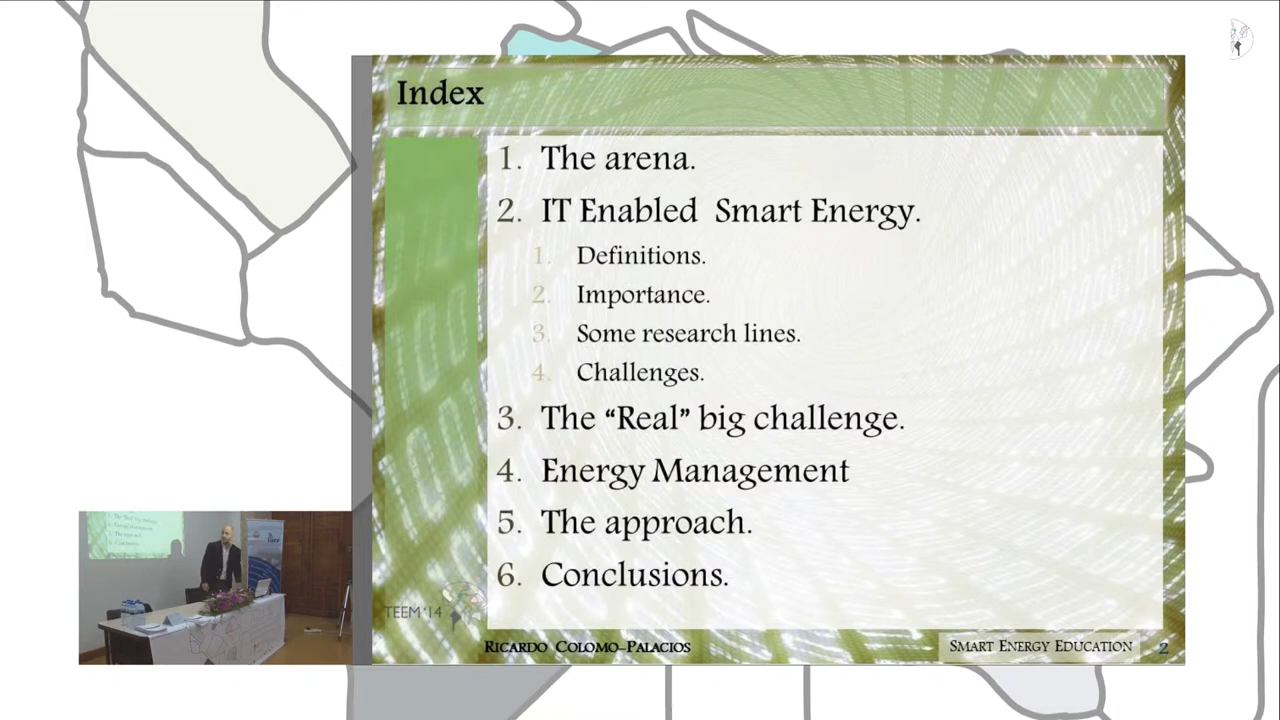 Index
1. The arena.
2. IT Enabled Smart Energy.
1. Definitions.
2. Importance.
3. Some research lines.
4. Challenges.
3. The “Real” big challenge.
4. Energy Management
5. The approach.
6. Conclusions.
TEEM '14
RICARDO COLOMO-PALACIOS
SMART ENERGY EDUCATION 2